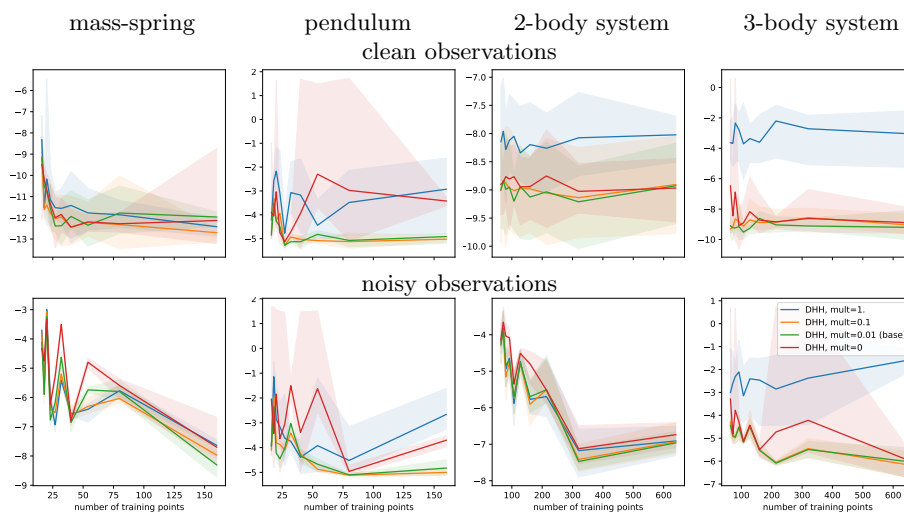 mass-spring pendulum 2-body system 3-body system
clean observations
−6 −7 −8 −9 −10 −11 −12 −13
2 1 0 −1 −2 −3 −4 −5
−7.0 −7.5 −8.0 −8.5 −9.0 −9.5 −10.0
0 −2 −4 −6 −8 −10
noisy observations
−3 −4 −5 −6 −7 −8 −9
4 3 2 1 0 −1 −2 −3 −4 −5
−4 −5 −6 −7 −8
1 0 −1 −2 −3 −4 −5 −6 −7
DHH, mult=1.
DHH, mult=0.1
DHH, mult=0.01 (base)
DHH, mult=0
25 50 75 100 125 150 25 50 75 100 125 150 100 200 300 400 500 600 100 200 300 400 500 600
number of training points number of training points number of training points number of training points